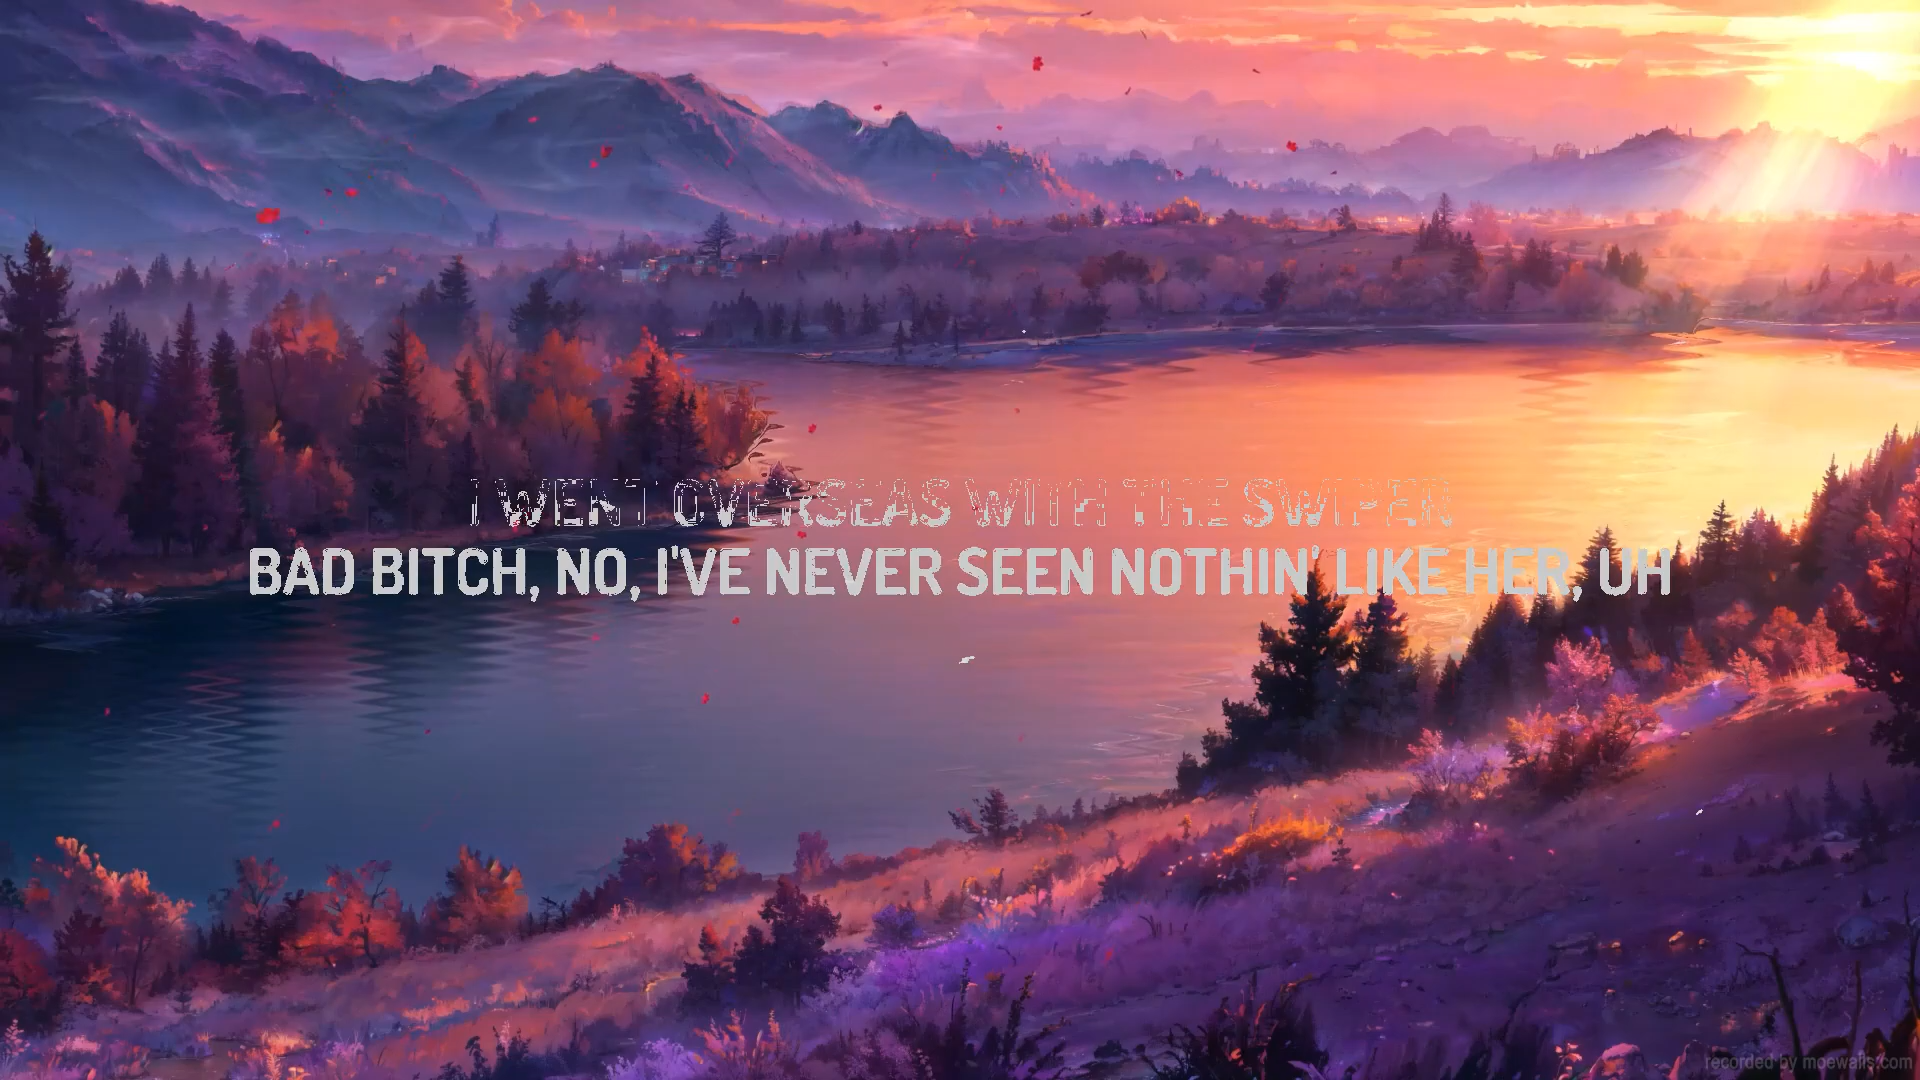 I WENT OVERSEAS WITH THE SWIPER
BAD BITCH, NO, I'VE NEVER SEEN NOTHIN' LIKE HER, UH
recorded by moewalls.com